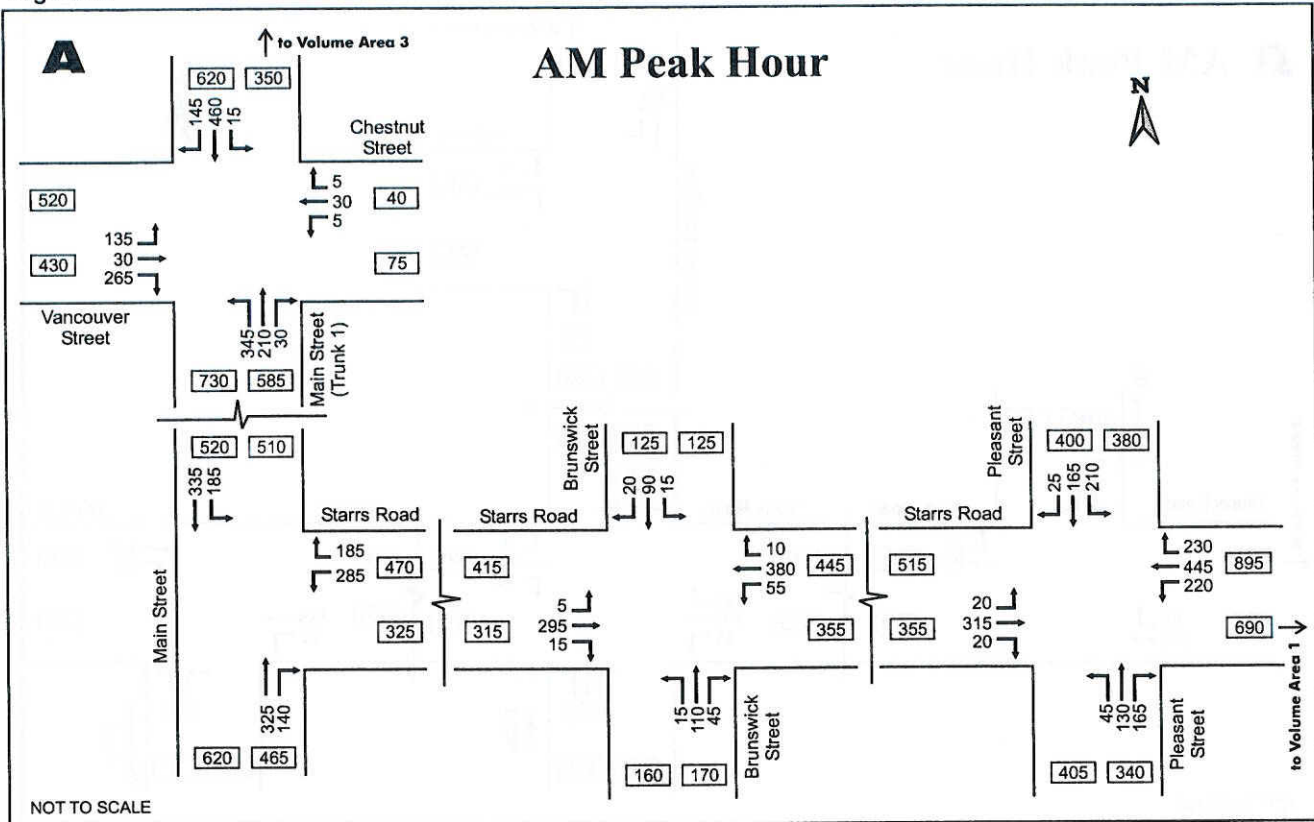 A
to Volume Area 3
AM Peak Hour
N
620 350
145 460 15
Chestnut
Street
5
30
5
40
75
520
430
135
30
265
Vancouver
Street
345 210 30
Main Street
(Trunk 1)
730 585
520 510
335 185
Main Street
Starrs Road
185
285
470
325
325 140
620 465
Brunswick
Street
125 125
20 90 15
Starrs Road
415
315
5
295
15
10
380
55
445
355
15 110 45
Brunswick
Street
160 170
Pleasant
Street
400 380
25 165 210
Starrs Road
515
355
20
315
20
230
445
220
895
690
to Volume Area 1
45 130 165
Pleasant
Street
405 340
NOT TO SCALE